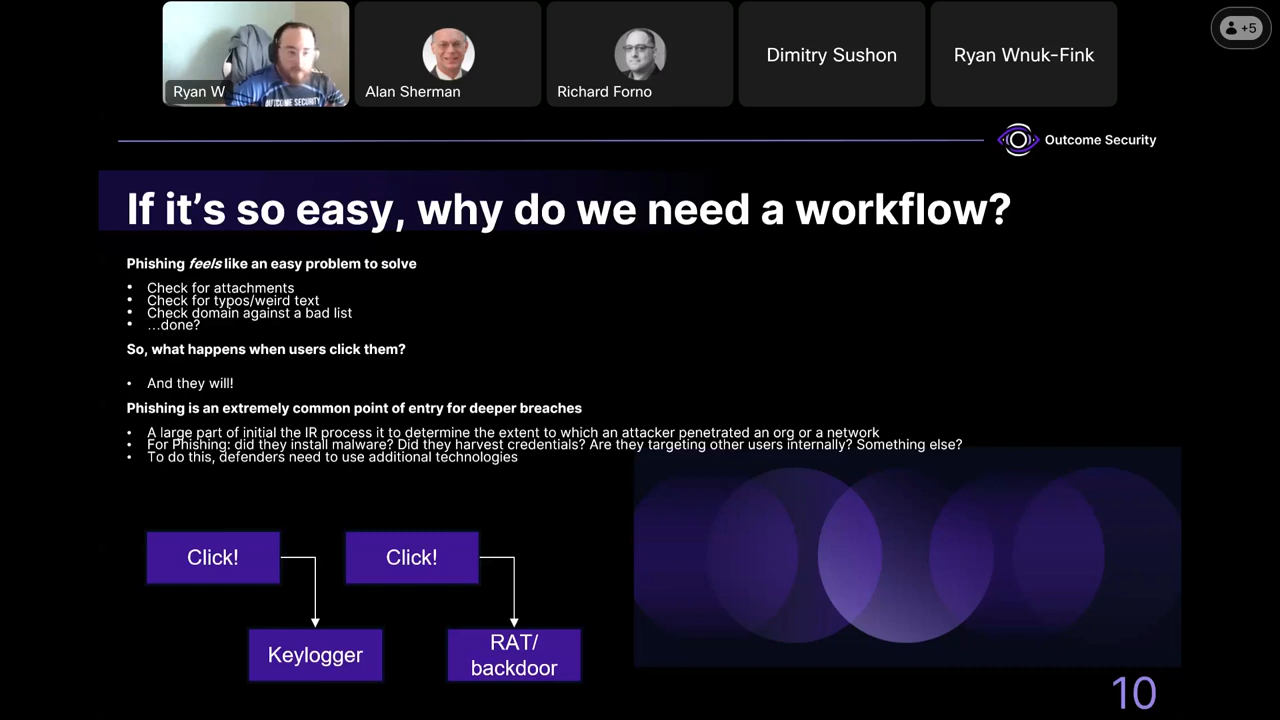 +5
Ryan W
OUTCOME SECURITY
Alan Sherman
Richard Forno
Dimitry Sushon
Ryan Wnuk-Fink
Outcome Security
If it's so easy, why do we need a workflow?
Phishing feels like an easy problem to solve
• Check for attachments
• Check for typos/weird text
• Check domain against a bad list
• ...done?
So, what happens when users click them?
• And they will!
Phishing is an extremely common point of entry for deeper breaches
• A large part of initial the IR process it to determine the extent to which an attacker penetrated an org or a network
• For Phishing: did they install malware? Did they harvest credentials? Are they targeting other users internally? Something else?
• To do this, defenders need to use additional technologies
Click!
Click!
Keylogger
RAT/
backdoor
10